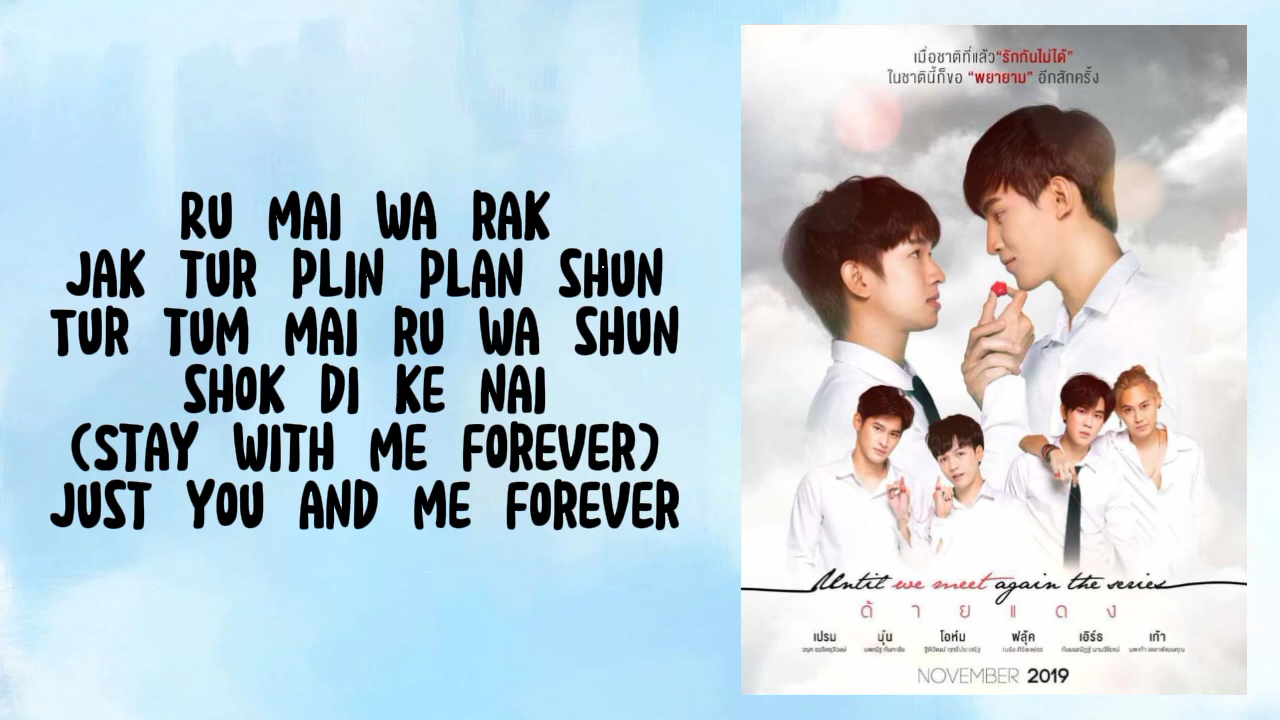 RU MAI WA RAK
JAK TUR PLIN PLAN SHUN
TUR TUM MAI RU WA SHUN
SHOK DI KE NAI
(STAY WITH ME FOREVER)
JUST YOU AND ME FOREVER
เมื่อชาติที่แล้ว “รักกันไม่ได้”
ในชาตินี้ก็ขอ “พยายาม” อีกสักครั้ง
until we meet again the series
ด้ายแดง
เปรม บุ๋น โอห์ม ฟลุ้ค เอิร์ธ เก้า
NOVEMBER 2019